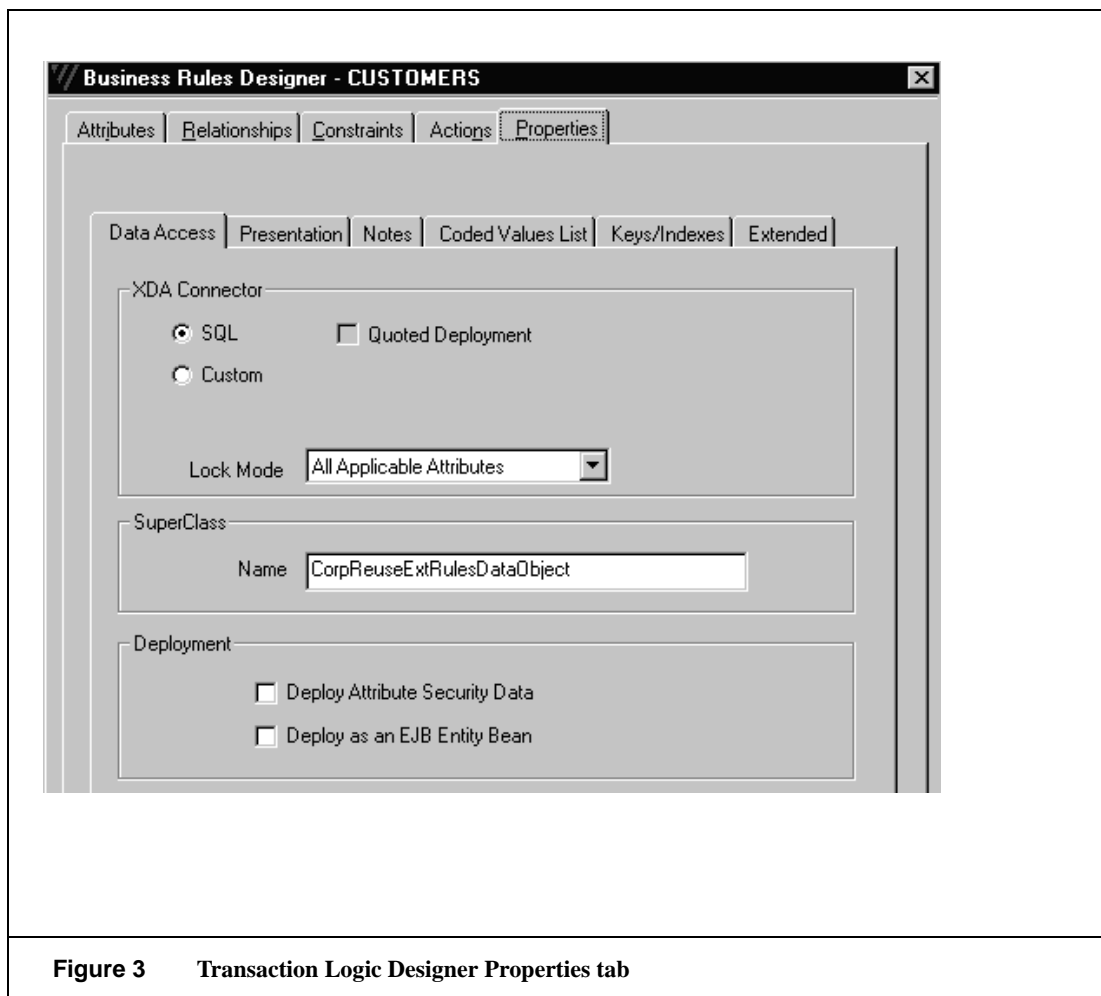 Business Rules Designer - CUSTOMERS
Attributes Relationships Constraints Actions Properties
Data Access Presentation Notes Coded Values List Keys/Indexes Extended
XDA Connector
SQL Quoted Deployment
Custom
Lock Mode All Applicable Attributes
SuperClass
Name CorpReuseExtRulesDataObject
Deployment
Deploy Attribute Security Data
Deploy as an EJB Entity Bean
Figure 3 Transaction Logic Designer Properties tab